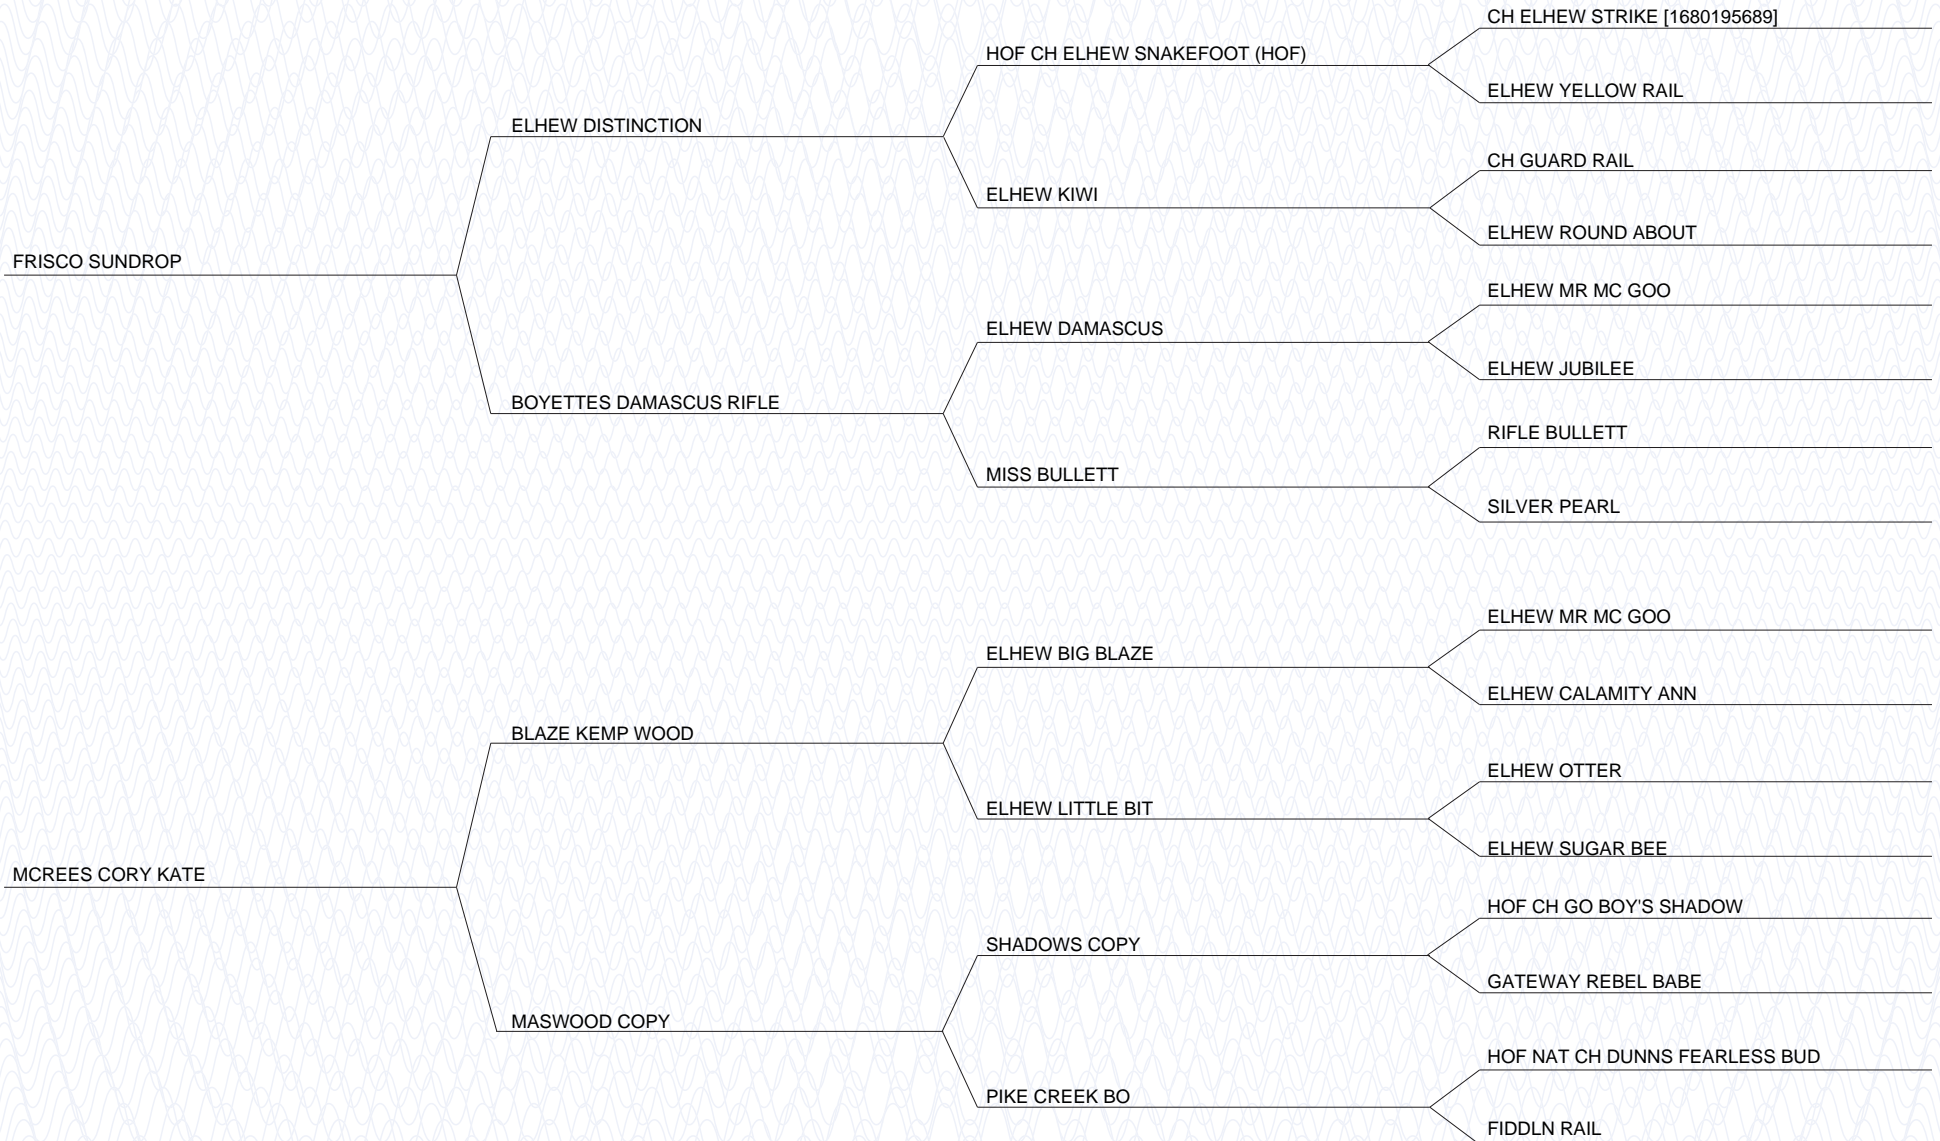 CH ELHEW STRIKE [1680195689]
HOF CH ELHEW SNAKEFOOT (HOF)
ELHEW YELLOW RAIL
ELHEW DISTINCTION
CH GUARD RAIL
ELHEW KIWI
ELHEW ROUND ABOUT
FRISCO SUNDROP
ELHEW MR MC GOO
ELHEW DAMASCUS
ELHEW JUBILEE
BOYETTES DAMASCUS RIFLE
RIFLE BULLETT
MISS BULLETT
SILVER PEARL
ELHEW MR MC GOO
ELHEW BIG BLAZE
ELHEW CALAMITY ANN
BLAZE KEMP WOOD
ELHEW OTTER
ELHEW LITTLE BIT
ELHEW SUGAR BEE
MCREES CORY KATE
HOF CH GO BOY'S SHADOW
SHADOWS COPY
GATEWAY REBEL BABE
MASWOOD COPY
HOF NAT CH DUNNS FEARLESS BUD
PIKE CREEK BO
FIDDLN RAIL